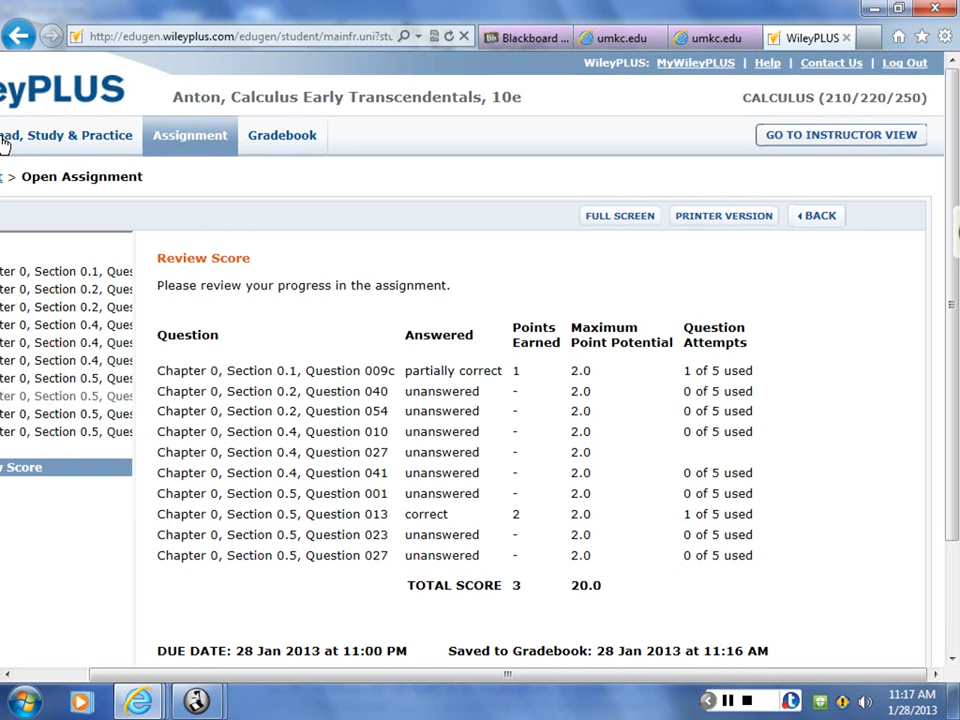 http://edugen.wileyplus.com/edugen/student/mainfr.uni?stu
Bb Blackboard ...
umkc.edu
umkc.edu
WileyPLUS
WileyPLUS: MyWileyPLUS | Help | Contact Us | Log Out
eyPLUS
Anton, Calculus Early Transcendentals, 10e
CALCULUS (210/220/250)
ad, Study & Practice
Assignment
Gradebook
GO TO INSTRUCTOR VIEW
t > Open Assignment
FULL SCREEN
PRINTER VERSION
BACK
ter 0, Section 0.1, Ques
ter 0, Section 0.2, Ques
ter 0, Section 0.2, Ques
ter 0, Section 0.4, Ques
ter 0, Section 0.4, Ques
ter 0, Section 0.4, Ques
ter 0, Section 0.5, Ques
ter 0, Section 0.5, Ques
ter 0, Section 0.5, Ques
ter 0, Section 0.5, Ques
w Score
Review Score
Please review your progress in the assignment.
Question Answered Points Earned Maximum Point Potential Question Attempts
Chapter 0, Section 0.1, Question 009c partially correct 1 2.0 1 of 5 used
Chapter 0, Section 0.2, Question 040 unanswered - 2.0 0 of 5 used
Chapter 0, Section 0.2, Question 054 unanswered - 2.0 0 of 5 used
Chapter 0, Section 0.4, Question 010 unanswered - 2.0 0 of 5 used
Chapter 0, Section 0.4, Question 027 unanswered - 2.0
Chapter 0, Section 0.4, Question 041 unanswered - 2.0 0 of 5 used
Chapter 0, Section 0.5, Question 001 unanswered - 2.0 0 of 5 used
Chapter 0, Section 0.5, Question 013 correct 2 2.0 1 of 5 used
Chapter 0, Section 0.5, Question 023 unanswered - 2.0 0 of 5 used
Chapter 0, Section 0.5, Question 027 unanswered - 2.0 0 of 5 used
TOTAL SCORE 3 20.0
DUE DATE: 28 Jan 2013 at 11:00 PM Saved to Gradebook: 28 Jan 2013 at 11:16 AM
11:17 AM
1/28/2013